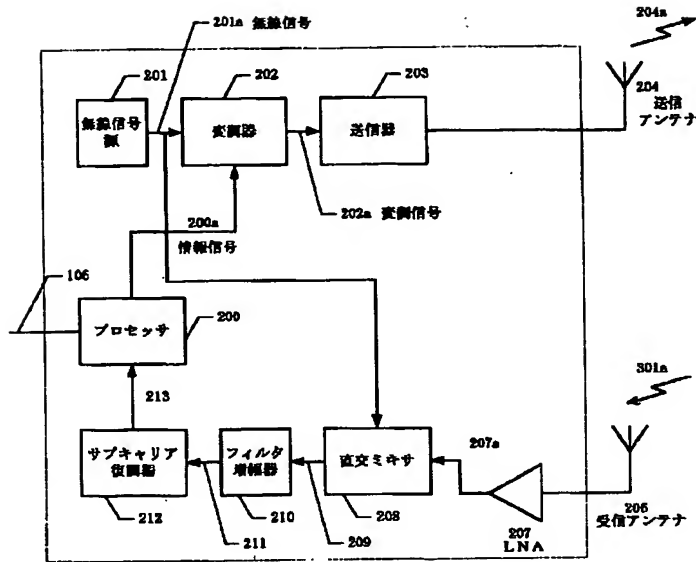 201a 無線信号
204a
201
202
203
無線信号
源
変調器
送信器
204
送信
アンテナ
200a
情報信号
202a 変調信号
106
プロセッサ
200
213
301a
207a
サブキャリア
復調器
フィルタ
増幅器
直交ミキサ
206
受信アンテナ
212
210
208
207
LNA
211
209